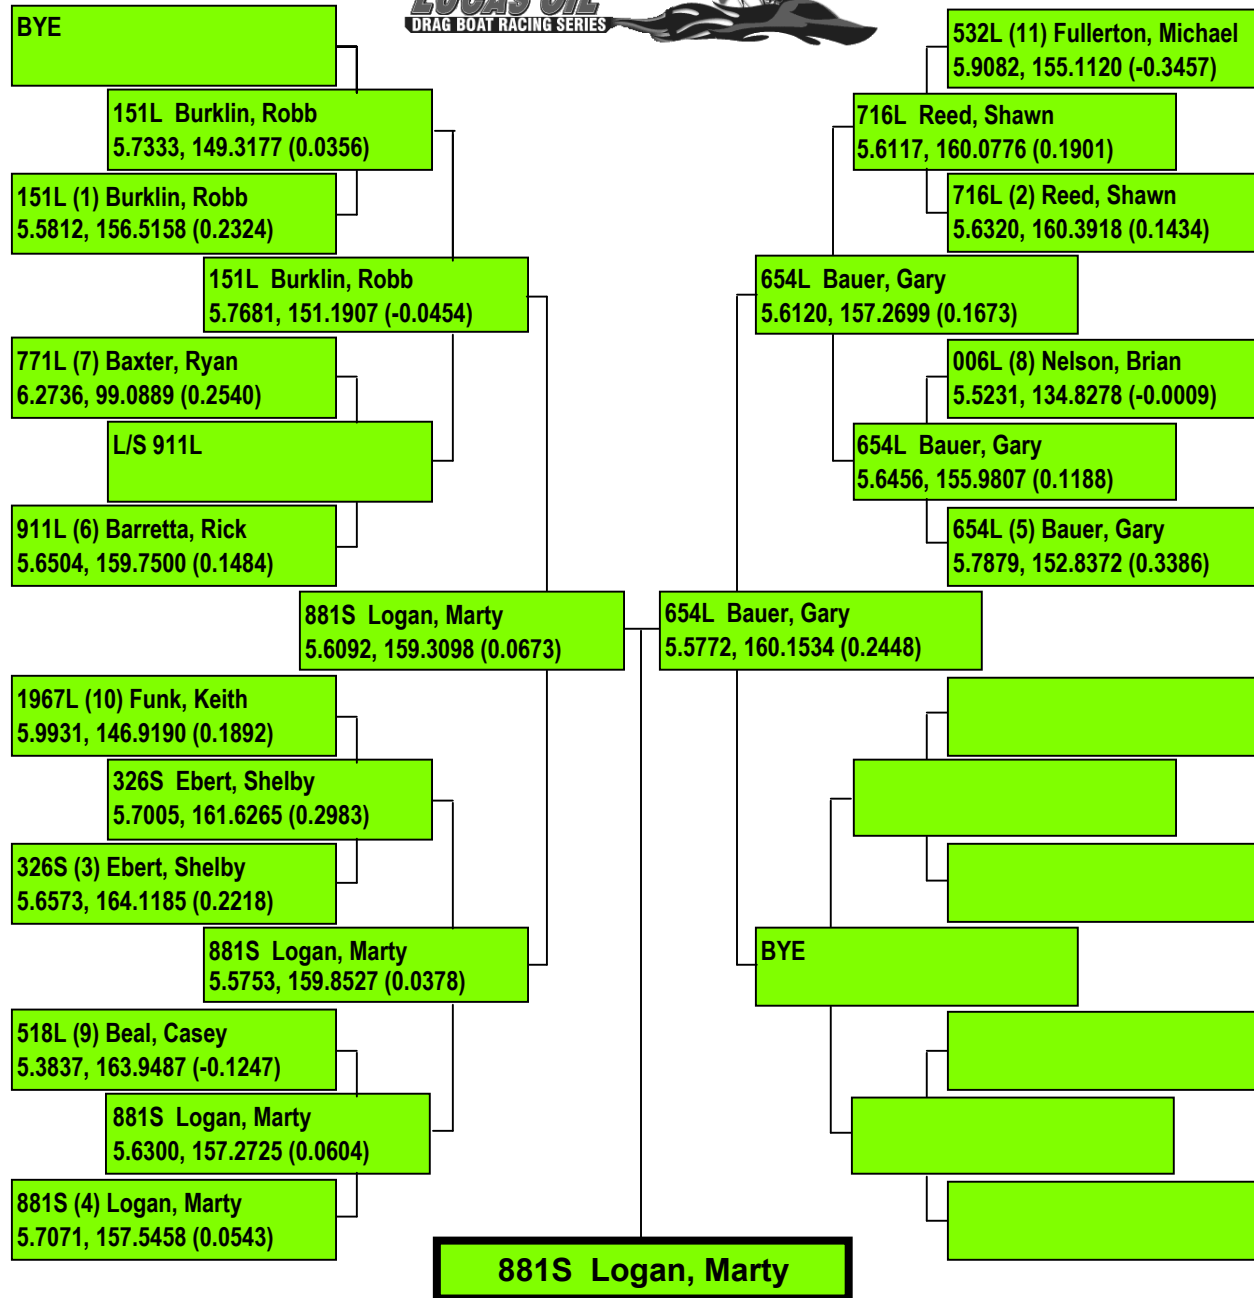 LUCAS OIL
DRAG BOAT RACING SERIES
BYE
151L Burklin, Robb
5.7333, 149.3177 (0.0356)
151L (1) Burklin, Robb
5.5812, 156.5158 (0.2324)
151L Burklin, Robb
5.7681, 151.1907 (-0.0454)
771L (7) Baxter, Ryan
6.2736, 99.0889 (0.2540)
L/S 911L
911L (6) Barretta, Rick
5.6504, 159.7500 (0.1484)
881S Logan, Marty
5.6092, 159.3098 (0.0673)
1967L (10) Funk, Keith
5.9931, 146.9190 (0.1892)
326S Ebert, Shelby
5.7005, 161.6265 (0.2983)
326S (3) Ebert, Shelby
5.6573, 164.1185 (0.2218)
881S Logan, Marty
5.5753, 159.8527 (0.0378)
518L (9) Beal, Casey
5.3837, 163.9487 (-0.1247)
881S Logan, Marty
5.6300, 157.2725 (0.0604)
881S (4) Logan, Marty
5.7071, 157.5458 (0.0543)
532L (11) Fullerton, Michael
5.9082, 155.1120 (-0.3457)
716L Reed, Shawn
5.6117, 160.0776 (0.1901)
716L (2) Reed, Shawn
5.6320, 160.3918 (0.1434)
654L Bauer, Gary
5.6120, 157.2699 (0.1673)
006L (8) Nelson, Brian
5.5231, 134.8278 (-0.0009)
654L Bauer, Gary
5.6456, 155.9807 (0.1188)
654L (5) Bauer, Gary
5.7879, 152.8372 (0.3386)
654L Bauer, Gary
5.5772, 160.1534 (0.2448)
BYE
881S Logan, Marty